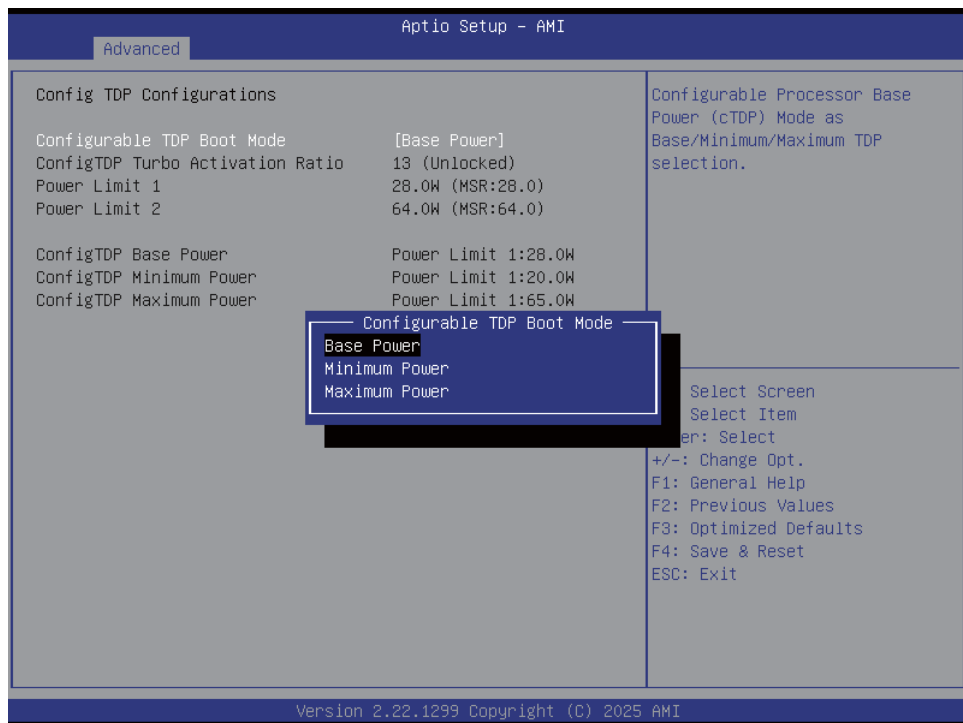 Aptio Setup – AMI
Advanced
Config TDP Configurations
Configurable TDP Boot Mode [Base Power]
ConfigTDP Turbo Activation Ratio 13 (Unlocked)
Power Limit 1 28.0W (MSR:28.0)
Power Limit 2 64.0W (MSR:64.0)
ConfigTDP Base Power Power Limit 1:28.0W
ConfigTDP Minimum Power Power Limit 1:20.0W
ConfigTDP Maximum Power Power Limit 1:65.0W
Configurable TDP Boot Mode
Base Power
Minimum Power
Maximum Power
Configurable Processor Base
Power (cTDP) Mode as
Base/Minimum/Maximum TDP
selection.
Select Screen
Select Item
er: Select
+/-: Change Opt.
F1: General Help
F2: Previous Values
F3: Optimized Defaults
F4: Save & Reset
ESC: Exit
Version 2.22.1299 Copyright (C) 2025 AMI